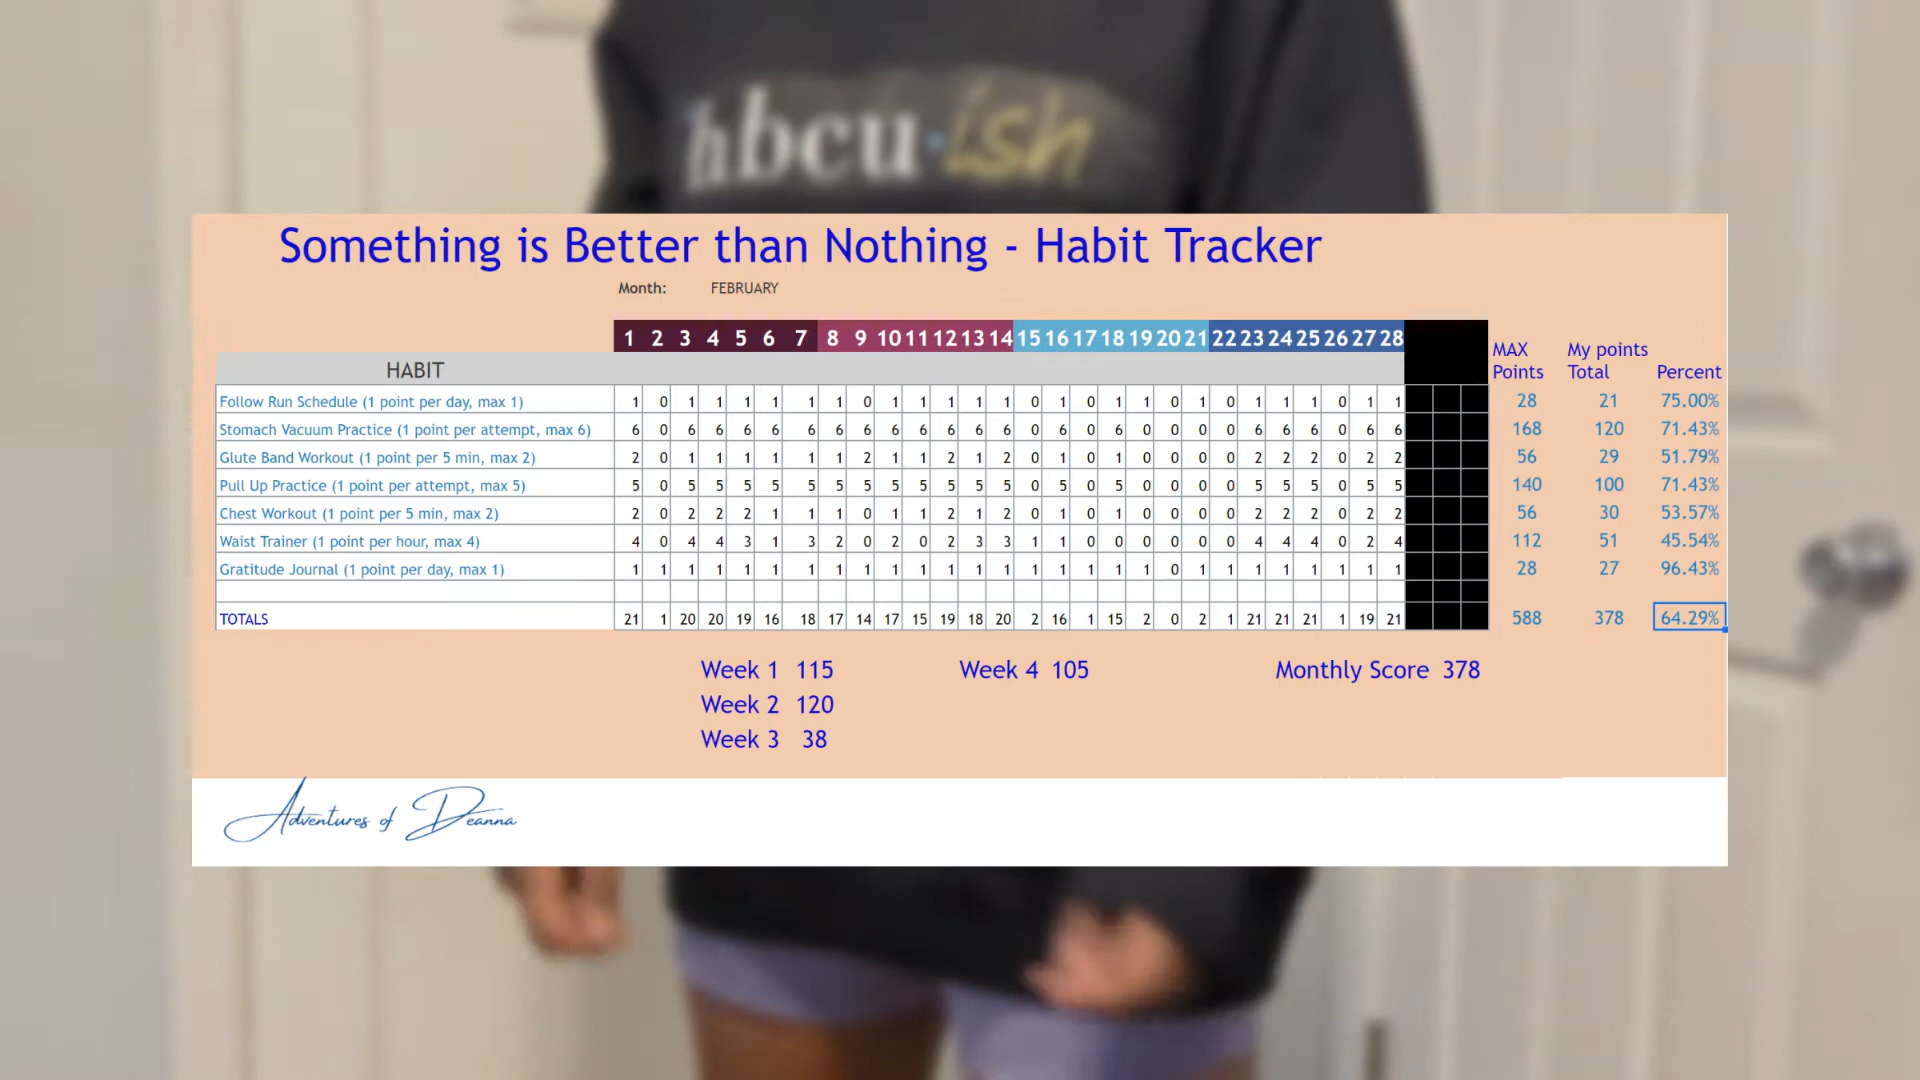 hbcu·ish
Something is Better than Nothing - Habit Tracker
Month: FEBRUARY
1 2 3 4 5 6 7 8 9 10 11 12 13 14 15 16 17 18 19 20 21 22 23 24 25 26 27 28
HABIT MAX Points My points Total Percent
Follow Run Schedule (1 point per day, max 1) 1 0 1 1 1 1 1 1 0 1 1 1 1 1 0 1 0 1 1 0 1 0 1 1 1 0 1 1 28 21 75.00%
Stomach Vacuum Practice (1 point per attempt, max 6) 6 0 6 6 6 6 6 6 6 6 6 6 6 6 0 6 0 6 0 0 0 0 6 6 6 0 6 6 168 120 71.43%
Glute Band Workout (1 point per 5 min, max 2) 2 0 1 1 1 1 1 1 2 1 1 2 1 2 0 1 0 1 0 0 0 0 2 2 2 0 2 2 56 29 51.79%
Pull Up Practice (1 point per attempt, max 5) 5 0 5 5 5 5 5 5 5 5 5 5 5 5 0 5 0 5 0 0 0 0 5 5 5 0 5 5 140 100 71.43%
Chest Workout (1 point per 5 min, max 2) 2 0 2 2 2 1 1 1 0 1 1 2 1 2 0 1 0 1 0 0 0 0 2 2 2 0 2 2 56 30 53.57%
Waist Trainer (1 point per hour, max 4) 4 0 4 4 3 1 3 2 0 2 0 2 3 3 1 1 0 0 0 0 0 0 4 4 4 0 2 4 112 51 45.54%
Gratitude Journal (1 point per day, max 1) 1 1 1 1 1 1 1 1 1 1 1 1 1 1 1 1 1 1 1 0 1 1 1 1 1 1 1 1 28 27 96.43%
TOTALS 21 1 20 20 19 16 18 17 14 17 15 19 18 20 2 16 1 15 2 0 2 1 21 21 21 1 19 21 588 378 64.29%
Week 1 115 Week 4 105 Monthly Score 378
Week 2 120
Week 3 38
Adventures of Deanna